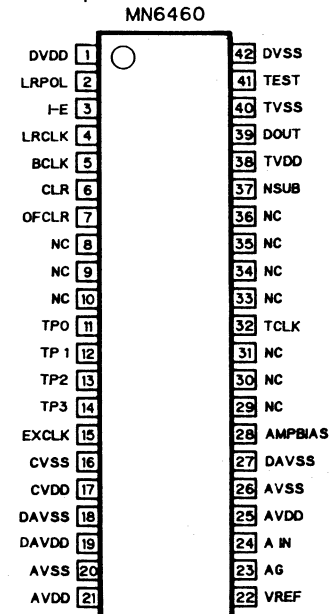 MN6460
DVDD 1 42 DVSS
LRPOL 2 41 TEST
I-E 3 40 TVSS
LRCLK 4 39 DOUT
BCLK 5 38 TVDD
CLR 6 37 NSUB
OFCLR 7 36 NC
NC 8 35 NC
NC 9 34 NC
NC 10 33 NC
TP0 11 32 TCLK
TP 1 12 31 NC
TP2 13 30 NC
TP3 14 29 NC
EXCLK 15 28 AMPBIAS
CVSS 16 27 DAVSS
CVDD 17 26 AVSS
DAVSS 18 25 AVDD
DAVDD 19 24 A IN
AVSS 20 23 AG
AVDD 21 22 VREF